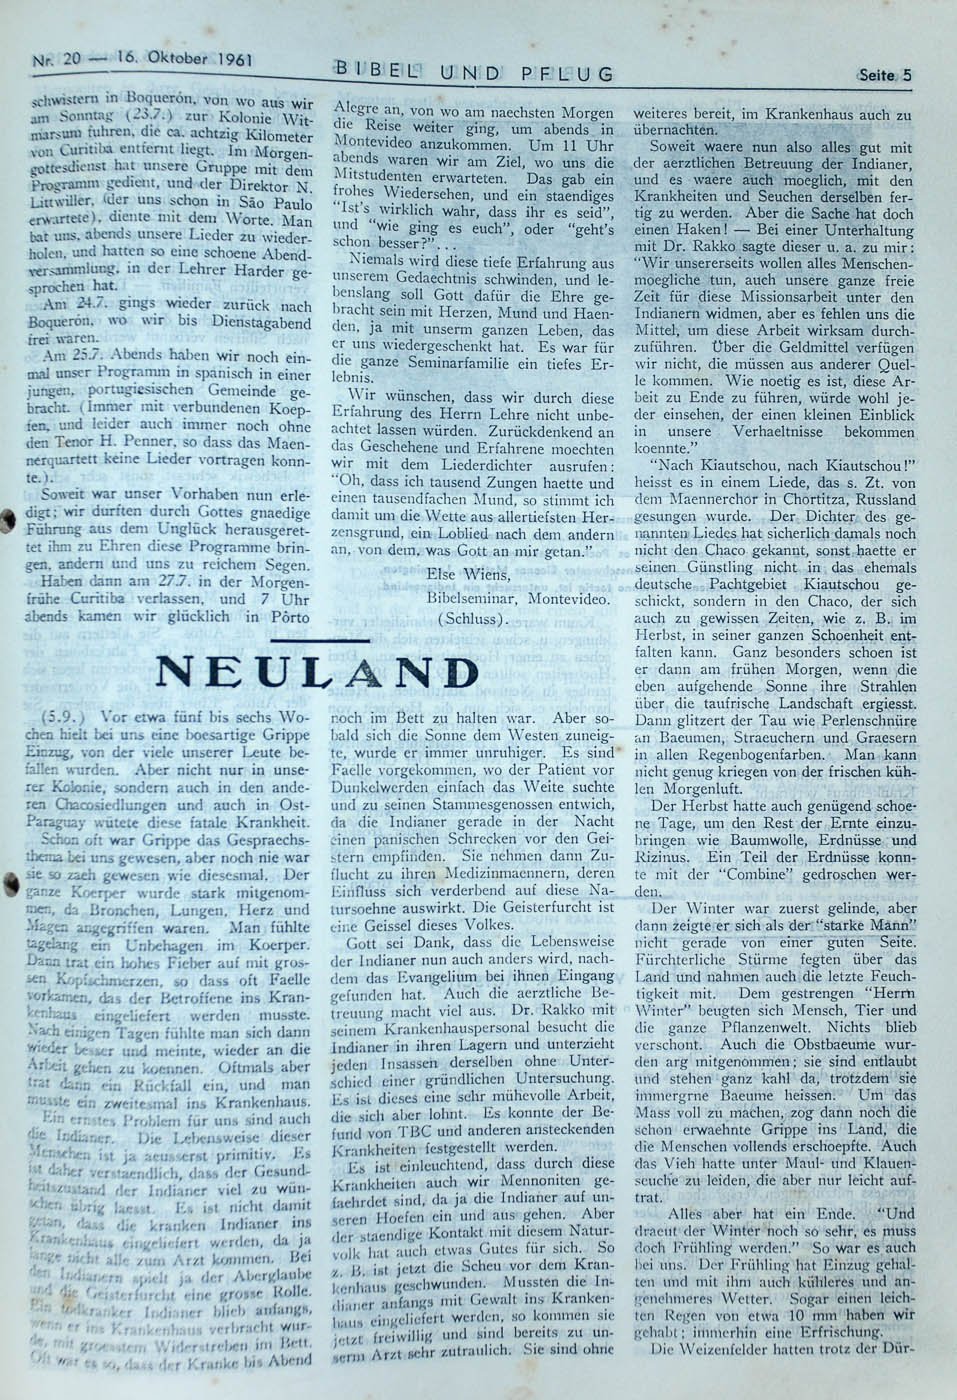 Nr. 20 — 16. Oktober 1961
BIBEL UND PFLUG
Seite 5
schwistern in Boquerón, von wo aus wir
am Sonntag (23.7.) zur Kolonie Wit-
marsum fuhren, die ca. achtzig Kilometer
von Curitiba entfernt liegt. Im Morgen-
gottesdienst hat unsere Gruppe mit dem
Programm gedient, und der Direktor N.
Littwiller, (der uns schon in São Paulo
erwartete), diente mit dem Worte. Man
bat uns, abends unsere Lieder zu wieder-
holen, und hatten so eine schoene Abend-
versammlung, in der Lehrer Harder ge-
sprochen hat.
Am 24.7. gings wieder zurück nach
Boquerón, wo wir bis Dienstagabend
frei waren.
Am 25.7. Abends haben wir noch ein-
mal unser Programm in spanisch in einer
jungen, portugiesischen Gemeinde ge-
bracht. (Immer mit verbundenen Koep-
fen, und leider auch immer noch ohne
den Tenor H. Penner, so dass das Maen-
nerquartett keine Lieder vortragen konn-
te.).
Soweit war unser Vorhaben nun erle-
digt; wir durften durch Gottes gnaedige
Führung aus dem Unglück herausgeret-
tet ihm zu Ehren diese Programme brin-
gen, andern und uns zu reichem Segen.
Haben dann am 27.7. in der Morgen-
frühe Curitiba verlassen, und 7 Uhr
abends kamen wir glücklich in Pôrto
Alegre an, von wo am naechsten Morgen
die Reise weiter ging, um abends in
Montevideo anzukommen. Um 11 Uhr
abends waren wir am Ziel, wo uns die
Mitstudenten erwarteten. Das gab ein
frohes Wiedersehen, und ein staendiges
"Ist's wirklich wahr, dass ihr es seid",
und "wie ging es euch", oder "geht's
schon besser?"...
Niemals wird diese tiefe Erfahrung aus
unserem Gedaechtnis schwinden, und le-
benslang soll Gott dafür die Ehre ge-
bracht sein mit Herzen, Mund und Haen-
den, ja mit unserm ganzen Leben, das
er uns wiedergeschenkt hat. Es war für
die ganze Seminarfamilie ein tiefes Er-
lebnis.
Wir wünschen, dass wir durch diese
Erfahrung des Herrn Lehre nicht unbe-
achtet lassen würden. Zurückdenkend an
das Geschehene und Erfahrene moechten
wir mit dem Liederdichter ausrufen:
"Oh, dass ich tausend Zungen haette und
einen tausendfachen Mund, so stimmt ich
damit um die Wette aus allertiefsten Her-
zensgrund, ein Loblied nach dem andern
an, von dem, was Gott an mir getan."
Else Wiens,
Bibelseminar, Montevideo.
(Schluss).
NEULAND
(5.9.) Vor etwa fünf bis sechs Wo-
chen hielt bei uns eine boesartige Grippe
Einzug, von der viele unserer Leute be-
fallen wurden. Aber nicht nur in unse-
rer Kolonie, sondern auch in den ande-
ren Chacosiedlungen und auch in Ost-
Paraguay wütete diese fatale Krankheit.
Schon oft war Grippe das Gespraechs-
thema bei uns gewesen, aber noch nie war
sie so zaeh gewesen wie diesesmal. Der
ganze Koerper wurde stark mitgenom-
men, da Bronchen, Lungen, Herz und
Magen angegriffen waren. Man fühlte
tagelang ein Unbehagen im Koerper.
Dann trat ein hohes Fieber auf mit gros-
sen Kopfschmerzen, so dass oft Faelle
vorkamen, das der Betroffene ins Kran-
kenhaus eingeliefert werden musste.
Nach einigen Tagen fühlte man sich dann
wieder besser und meinte, wieder an die
Arbeit gehen zu koennen. Oftmals aber
trat dann ein Rückfall ein, und man
musste ein zweitesmal ins Krankenhaus.
Ein ernstes Problem für uns sind auch
die Indianer. Die Lebensweise dieser
Menschen ist ja aeusserst primitiv. Es
ist daher verstaendlich, dass der Gesund-
heitszustand der Indianer viel zu wün-
schen übrig laesst. Es ist nicht damit
getan, dass die kranken Indianer ins
Krankenhaus eingeliefert werden, da ja
lange nicht alle zum Arzt kommen. Bei
den Indianern spielt ja der Aberglaube
und die Geisterfurcht eine grosse Rolle.
Ein todkranker Indianer blieb anfangs,
wenn er ins Krankenhaus verbracht wur-
de, mit groesstem Widerstreben im Bett.
Oft war es so, dass der Kranke bis Abend
noch im Bett zu halten war. Aber so-
bald sich die Sonne dem Westen zuneig-
te, wurde er immer unruhiger. Es sind
Faelle vorgekommen, wo der Patient vor
Dunkelwerden einfach das Weite suchte
und zu seinen Stammesgenossen entwich,
da die Indianer gerade in der Nacht
einen panischen Schrecken vor den Gei-
stern empfinden. Sie nehmen dann Zu-
flucht zu ihren Medizinmaennern, deren
Einfluss sich verderbend auf diese Na-
tursoehne auswirkt. Die Geisterfurcht ist
eine Geissel dieses Volkes.
Gott sei Dank, dass die Lebensweise
der Indianer nun auch anders wird, nach-
dem das Evangelium bei ihnen Eingang
gefunden hat. Auch die aerztliche Be-
treuung macht viel aus. Dr. Rakko mit
seinem Krankenhauspersonal besucht die
Indianer in ihren Lagern und unterzieht
jeden Insassen derselben ohne Unter-
schied einer gründlichen Untersuchung.
Es ist dieses eine sehr mühevolle Arbeit,
die sich aber lohnt. Es konnte der Be-
fund von TBC und anderen ansteckenden
Krankheiten festgestellt werden.
Es ist einleuchtend, dass durch diese
Krankheiten auch wir Mennoniten ge-
faehrdet sind, da ja die Indianer auf un-
seren Hoefen ein und aus gehen. Aber
der staendige Kontakt mit diesem Natur-
volk hat auch etwas Gutes für sich. So
z. B. ist jetzt die Scheu vor dem Kran-
kenhaus geschwunden. Mussten die In-
dianer anfangs mit Gewalt ins Kranken-
haus eingeliefert werden, so kommen sie
jetzt freiwillig und sind bereits zu un-
serm Arzt sehr zutraulich. Sie sind ohne
weiteres bereit, im Krankenhaus auch zu
übernachten.
Soweit waere nun also alles gut mit
der aerztlichen Betreuung der Indianer,
und es waere auch moeglich, mit den
Krankheiten und Seuchen derselben fer-
tig zu werden. Aber die Sache hat doch
einen Haken! — Bei einer Unterhaltung
mit Dr. Rakko sagte dieser u. a. zu mir:
"Wir unsererseits wollen alles Menschen-
moegliche tun, auch unsere ganze freie
Zeit für diese Missionsarbeit unter den
Indianern widmen, aber es fehlen uns die
Mittel, um diese Arbeit wirksam durch-
zuführen. Über die Geldmittel verfügen
wir nicht, die müssen aus anderer Quel-
le kommen. Wie noetig es ist, diese Ar-
beit zu Ende zu führen, würde wohl je-
der einsehen, der einen kleinen Einblick
in unsere Verhaeltnisse bekommen
koennte."
"Nach Kiautschou, nach Kiautschou!"
heisst es in einem Liede, das s. Zt. von
dem Maennerchor in Chortitza, Russland
gesungen wurde. Der Dichter des ge-
nannten Liedes hat sicherlich damals noch
nicht den Chaco gekannt, sonst haette er
seinen Günstling nicht in das ehemals
deutsche Pachtgebiet Kiautschou ge-
schickt, sondern in den Chaco, der sich
auch zu gewissen Zeiten, wie z. B. im
Herbst, in seiner ganzen Schoenheit ent-
falten kann. Ganz besonders schoen ist
er dann am frühen Morgen, wenn die
eben aufgehende Sonne ihre Strahlen
über die taufrische Landschaft ergiesst.
Dann glitzert der Tau wie Perlenschnüre
an Baeumen, Straeuchern und Graesern
in allen Regenbogenfarben. Man kann
nicht genug kriegen von der frischen küh-
len Morgenluft.
Der Herbst hatte auch genügend schoe-
ne Tage, um den Rest der Ernte einzu-
bringen wie Baumwolle, Erdnüsse und
Rizinus. Ein Teil der Erdnüsse konn-
te mit der "Combine" gedroschen wer-
den.
Der Winter war zuerst gelinde, aber
dann zeigte er sich als der "starke Mann"
nicht gerade von einer guten Seite.
Fürchterliche Stürme fegten über das
Land und nahmen auch die letzte Feuch-
tigkeit mit. Dem gestrengen "Herrn
Winter" beugten sich Mensch, Tier und
die ganze Pflanzenwelt. Nichts blieb
verschont. Auch die Obstbaeume wur-
den arg mitgenommen; sie sind entlaubt
und stehen ganz kahl da, trotzdem sie
immergrne Baeume heissen. Um das
Mass voll zu machen, zog dann noch die
schon erwaehnte Grippe ins Land, die
die Menschen vollends erschoepfte. Auch
das Vieh hatte unter Maul- und Klauen-
seuche zu leiden, die aber nur leicht auf-
trat.
Alles aber hat ein Ende. "Und
draeut der Winter noch so sehr, es muss
doch Frühling werden." So war es auch
bei uns. Der Frühling hat Einzug gehal-
ten und mit ihm auch kühleres und an-
genehmeres Wetter. Sogar einen leich-
ten Regen von etwa 10 mm haben wir
gehabt; immerhin eine Erfrischung.
Die Weizenfelder hatten trotz der Dür-